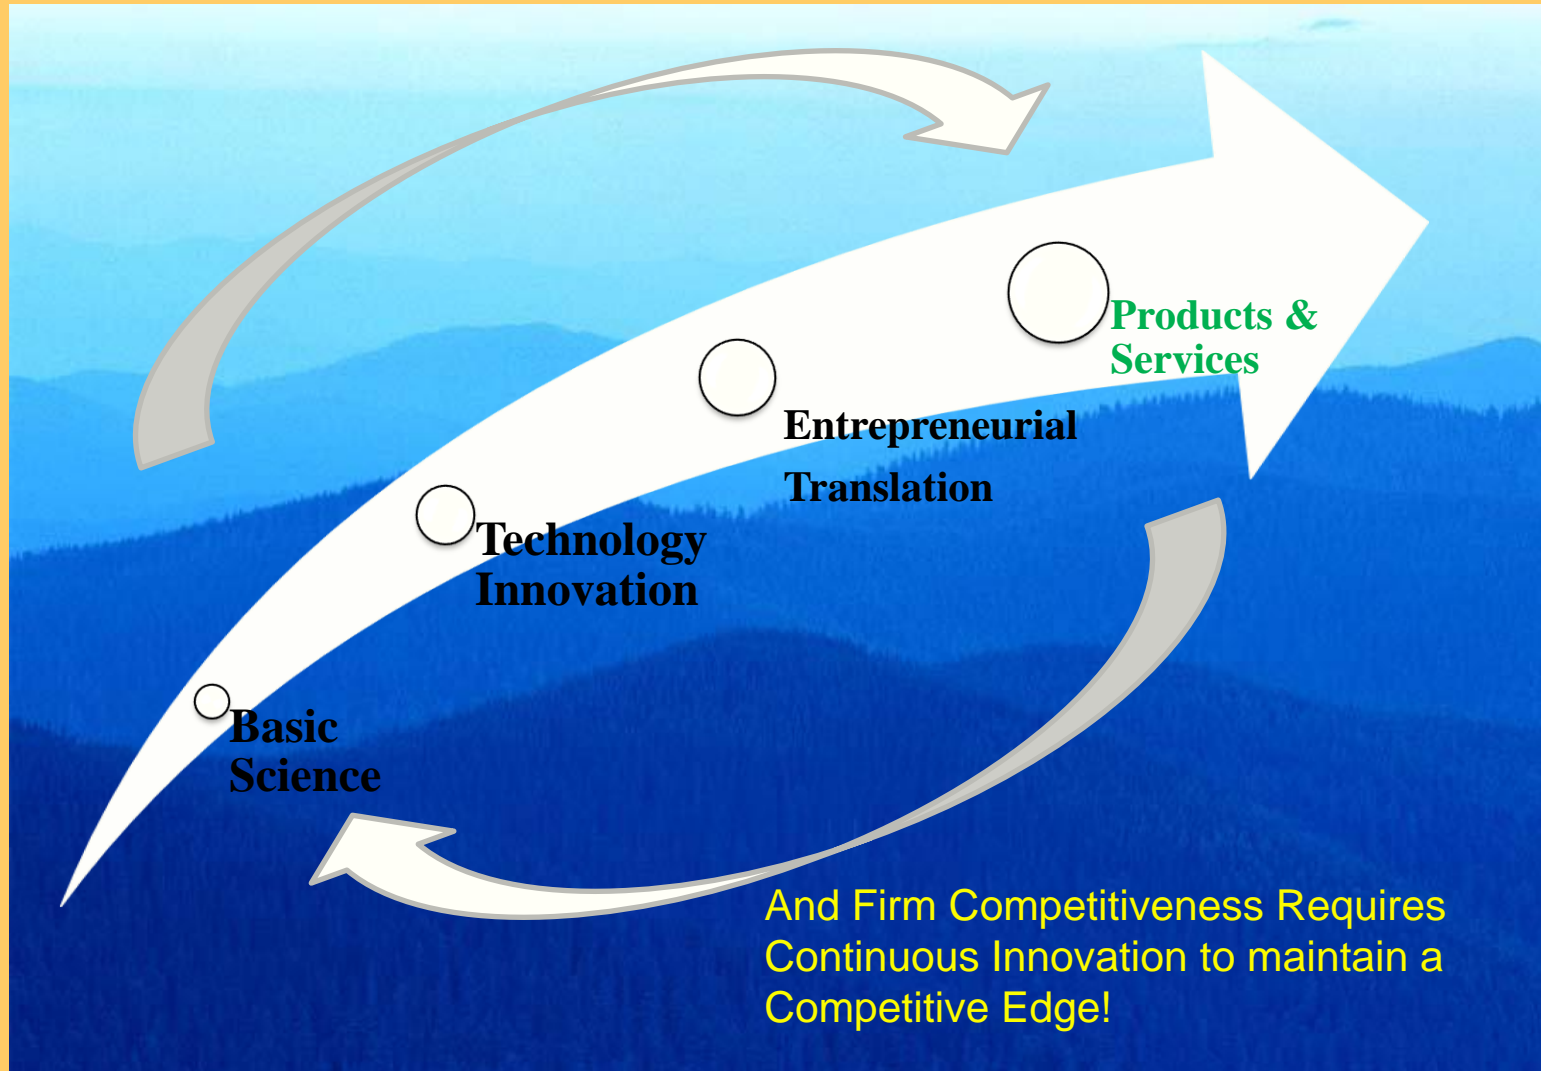 Products &
Services
Entrepreneurial
Translation
Technology
Innovation
Basic
Science
And Firm Competitiveness Requires
Continuous Innovation to maintain a
Competitive Edge!